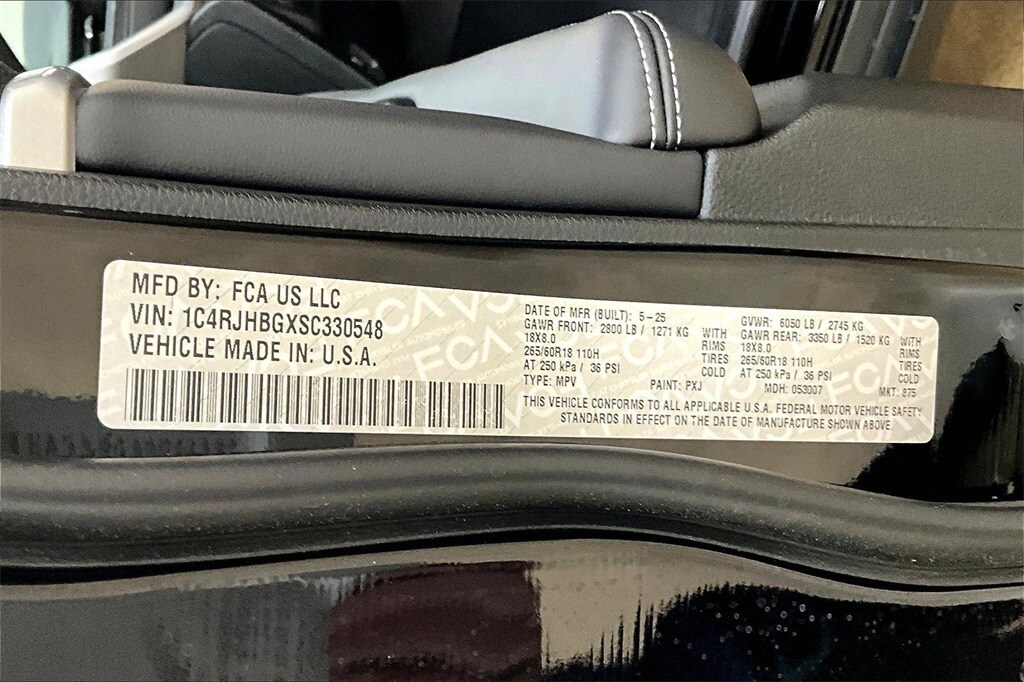 MFD BY: FCA US LLC
VIN: 1C4RJHBGXSC330548
VEHICLE MADE IN: U.S.A.
DATE OF MFR (BUILT): 5-25
GAWR FRONT: 2800 LB / 1271 KG WITH
18X8.0 RIMS
265/60R18 110H TIRES
AT 250 kPa / 36 PSI COLD
TYPE: MPV PAINT: PXJ
GVWR: 6050 LB / 2745 KG
GAWR REAR: 3350 LB / 1520 KG WITH
18X8.0 RIMS
265/60R18 110H TIRES
AT 250 kPa / 36 PSI COLD
MDH: 053007 MKT: 875
THIS VEHICLE CONFORMS TO ALL APPLICABLE U.S.A. FEDERAL MOTOR VEHICLE SAFETY
STANDARDS IN EFFECT ON THE DATE OF MANUFACTURE SHOWN ABOVE.